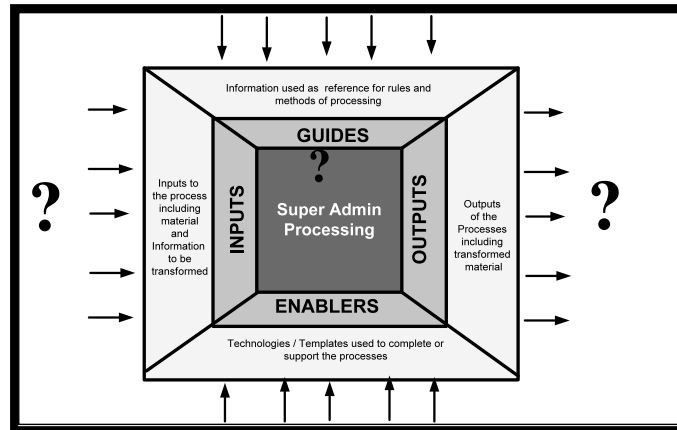 Information used as reference for rules and
methods of processing
GUIDES
?
?
Inputs to
the process
including
material
and
Information
to be
transformed
INPUTS
Super Admin
Processing
OUTPUTS
Outputs
of the
Processes
including
transformed
material
?
ENABLERS
Technologies / Templates used to complete or
support the processes